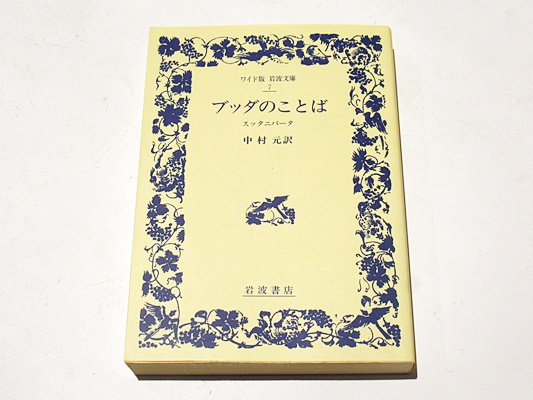 ワイド版 岩波文庫
7
ブッダのことば
スッタニパータ
中村 元訳
岩波書店